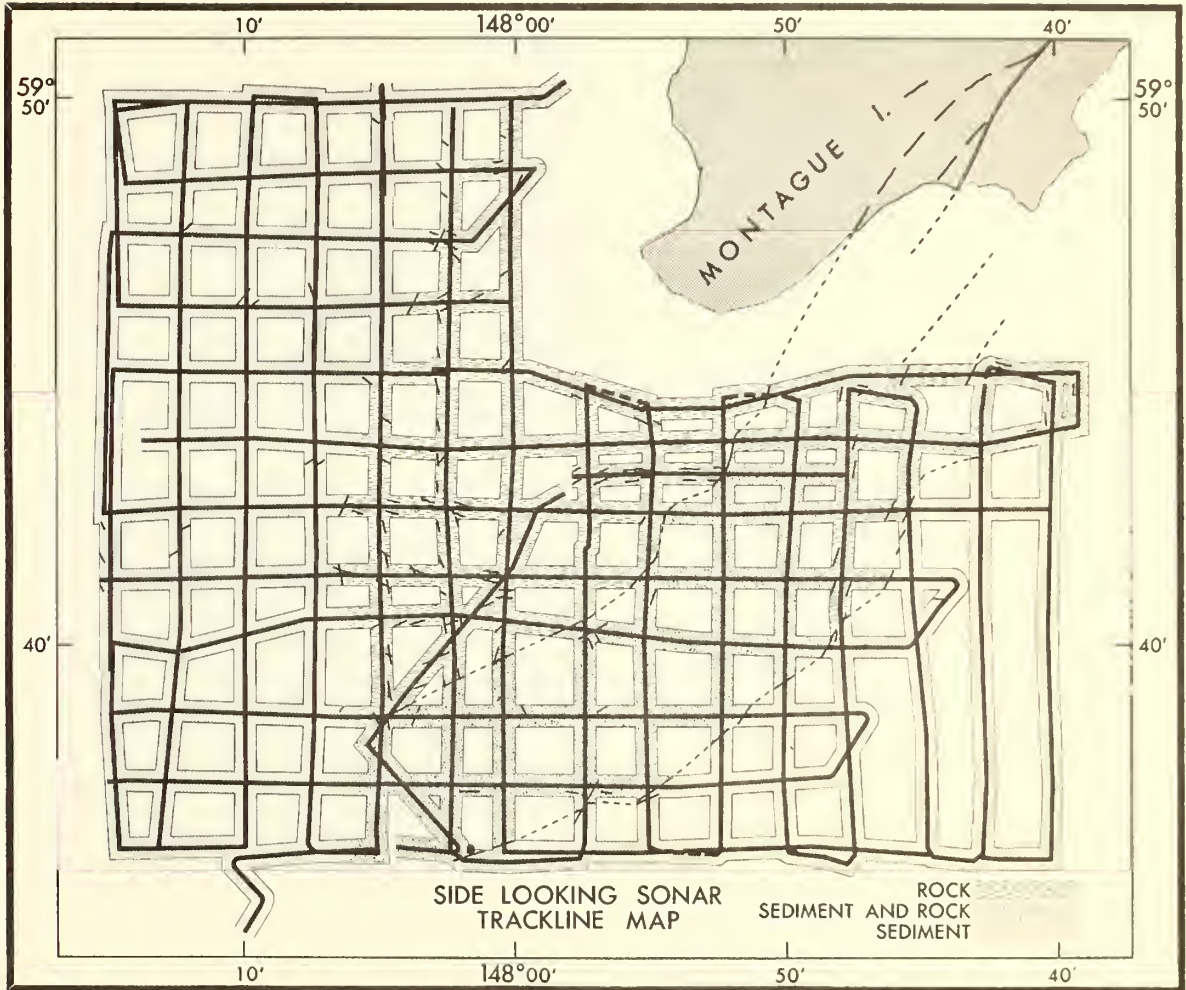 10' 148°00' 50' 40'
59° 50' 59° 50'
MONTAGUE I.
40' 40'
SIDE LOOKING SONAR
TRACKLINE MAP
ROCK
SEDIMENT AND ROCK
SEDIMENT
10' 148°00' 50' 40'